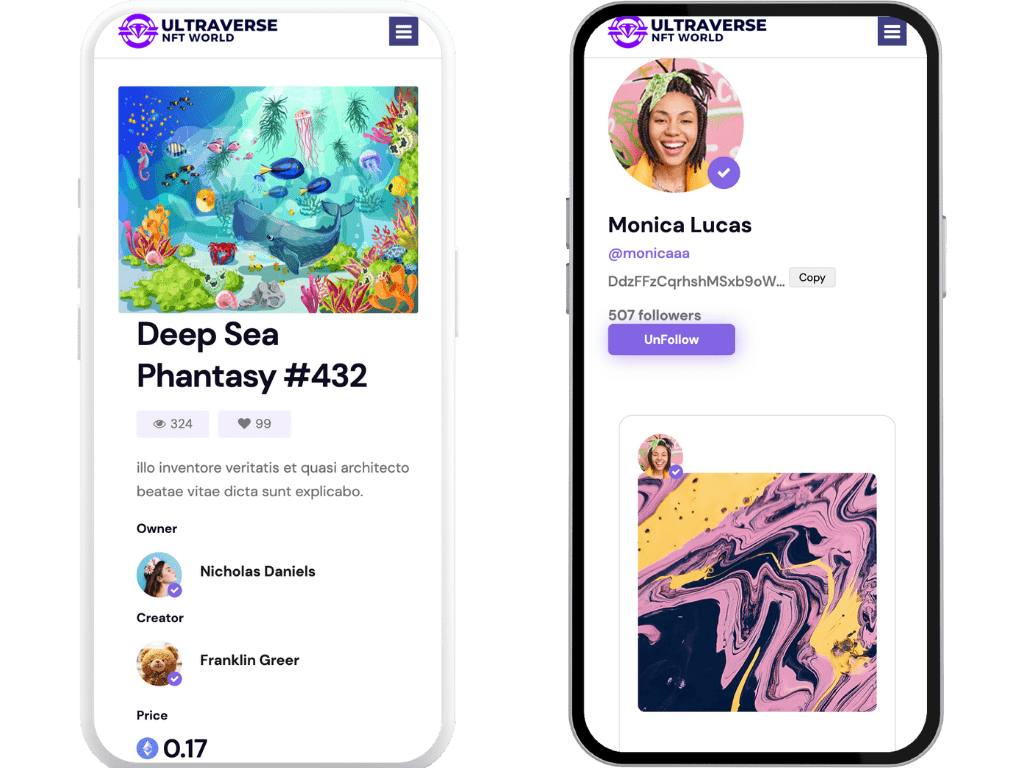 ULTRAVERSE
NFT WORLD
Deep Sea
Phantasy #432
324
99
illo inventore veritatis et quasi architecto
beatae vitae dicta sunt explicabo.
Owner
Nicholas Daniels
Creator
Franklin Greer
Price
0.17
ULTRAVERSE
NFT WORLD
Monica Lucas
@monicaaa
DdzFFzCqrhshMSxb9oW... Copy
507 followers
UnFollow